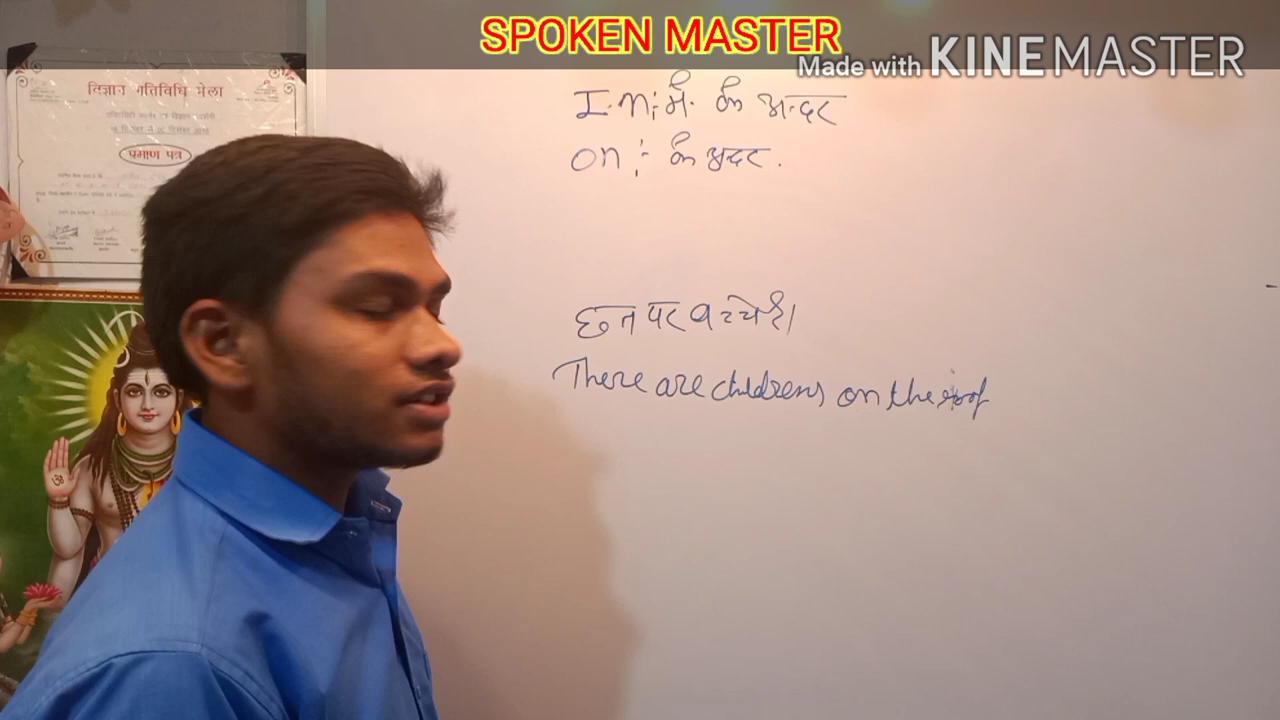 SPOKEN MASTER
Made with KINEMASTER
विज्ञान गतिविधि मेला
प्रमाण पत्र
In: में. के अन्दर
on :- के अदर.
छत पर बच्चे है।
There are childrens on the roof
ॐ